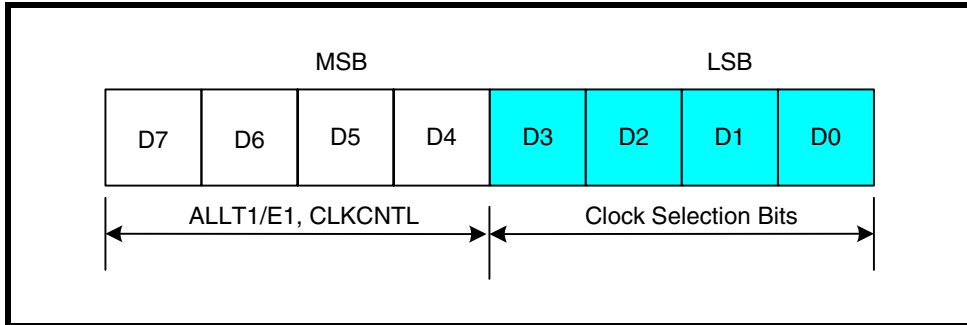 MSB LSB
D7 D6 D5 D4 D3 D2 D1 D0
ALLT1/E1, CLKCNTL Clock Selection Bits